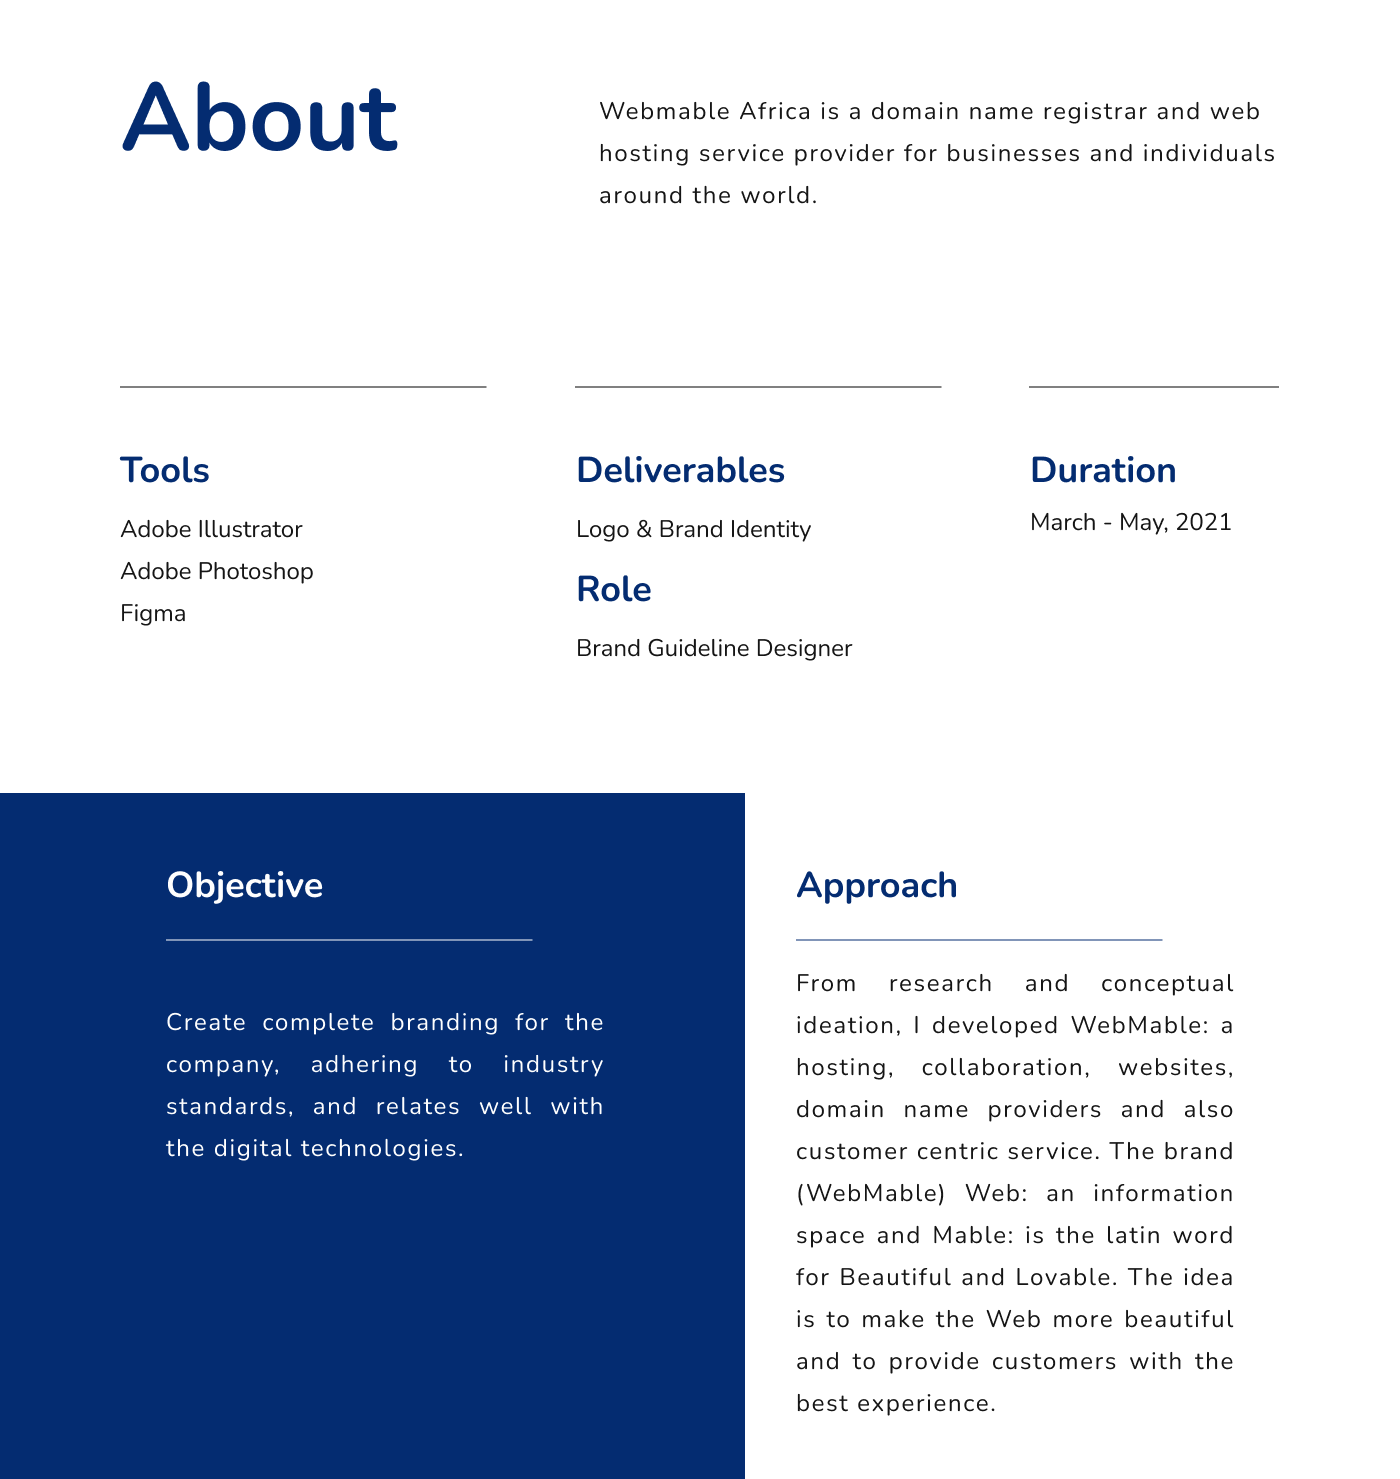 About
Webmable Africa is a domain name registrar and web
hosting service provider for businesses and individuals
around the world.
Tools
Adobe Illustrator
Adobe Photoshop
Figma
Deliverables
Logo & Brand Identity
Role
Brand Guideline Designer
Duration
March - May, 2021
Objective
Create complete branding for the
company, adhering to industry
standards, and relates well with
the digital technologies.
Approach
From research and conceptual
ideation, I developed WebMable: a
hosting, collaboration, websites,
domain name providers and also
customer centric service. The brand
(WebMable) Web: an information
space and Mable: is the latin word
for Beautiful and Lovable. The idea
is to make the Web more beautiful
and to provide customers with the
best experience.